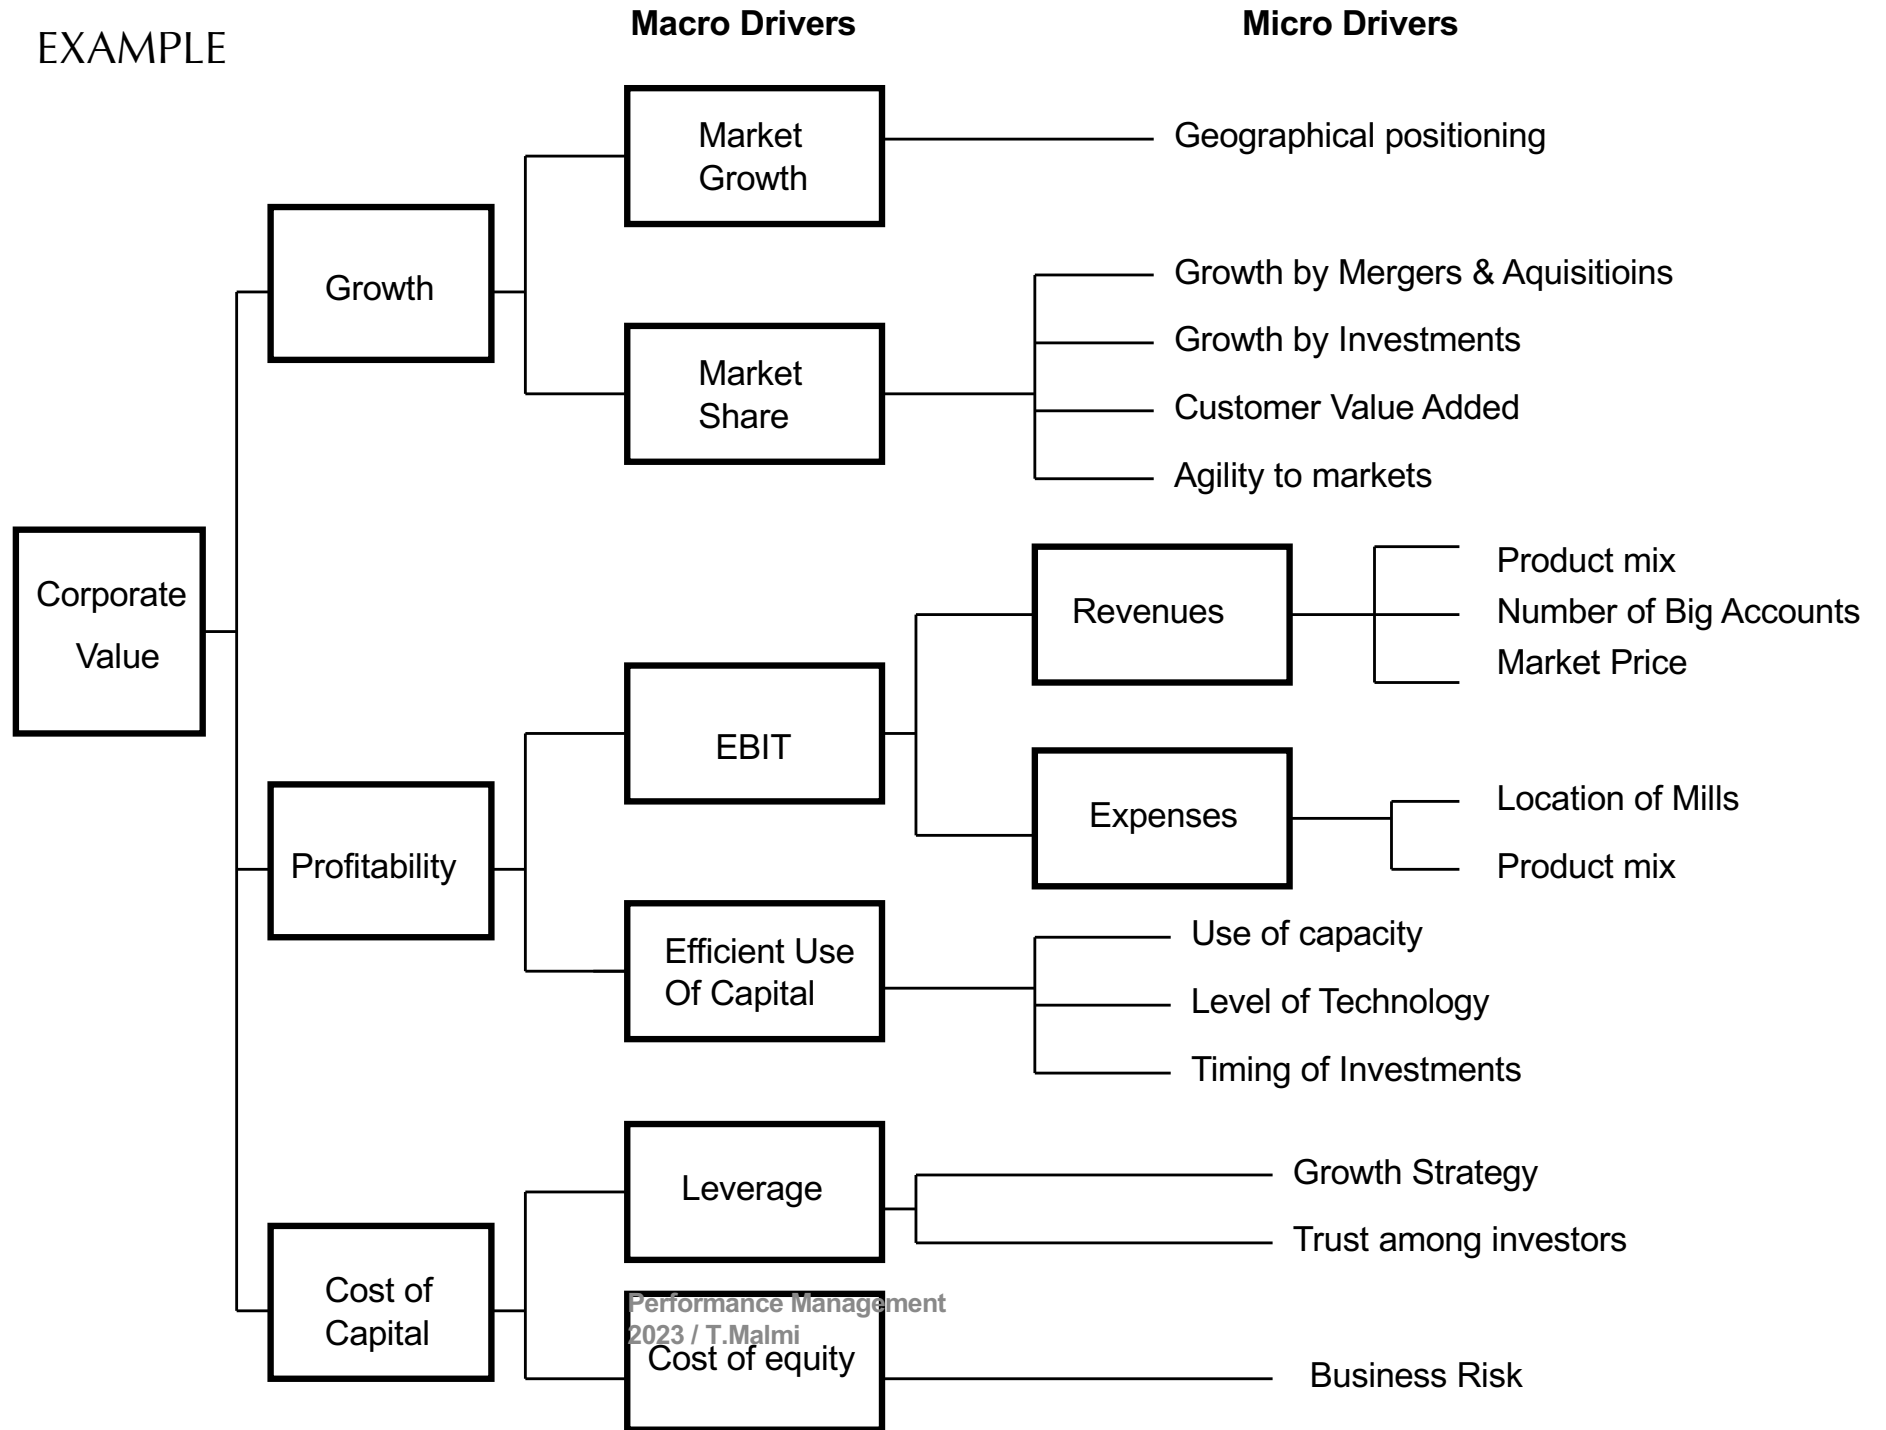 EXAMPLE
Macro Drivers
Micro Drivers
Market
Growth
Geographical positioning
Growth
Growth by Mergers & Aquisitioins
Growth by Investments
Market
Share
Customer Value Added
Agility to markets
Corporate
Value
Product mix
Revenues
Number of Big Accounts
Market Price
EBIT
Expenses
Location of Mills
Product mix
Profitability
Efficient Use
Of Capital
Use of capacity
Level of Technology
Timing of Investments
Leverage
Growth Strategy
Trust among investors
Cost of
Capital
Performance Management
2023 / T.Malmi
Cost of equity
Business Risk